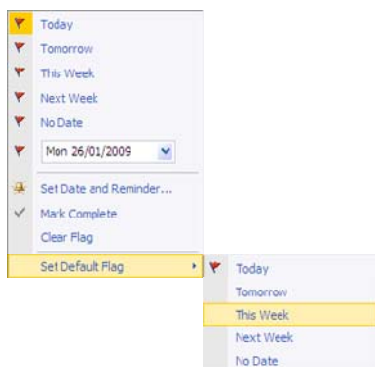 Today
Tomorrow
This Week
Next Week
No Date
Mon 26/01/2009
Set Date and Reminder...
Mark Complete
Clear Flag
Set Default Flag
Today
Tomorrow
This Week
Next Week
No Date